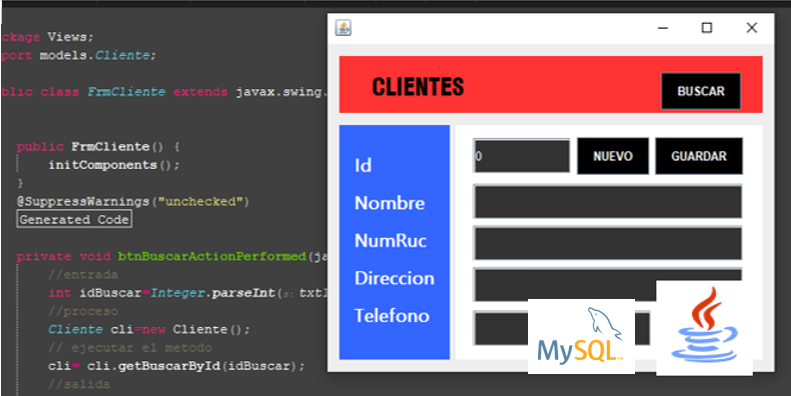 ckage Views;
port models.Cliente;
blic class FrmCliente extends javax.swing.
public FrmCliente() {
initComponents();
}
@SuppressWarnings("unchecked")
Generated Code
private void btnBuscarActionPerformed(ja
//entrada
int idBuscar=Integer.parseInt(s: txtI
//proceso
Cliente cli=new Cliente();
// ejecutar el metodo
cli= cli.getBuscarById(idBuscar);
//salida
CLIENTES
BUSCAR
Id
0
NUEVO
GUARDAR
Nombre
NumRuc
Direccion
Telefono
MySQL
Java